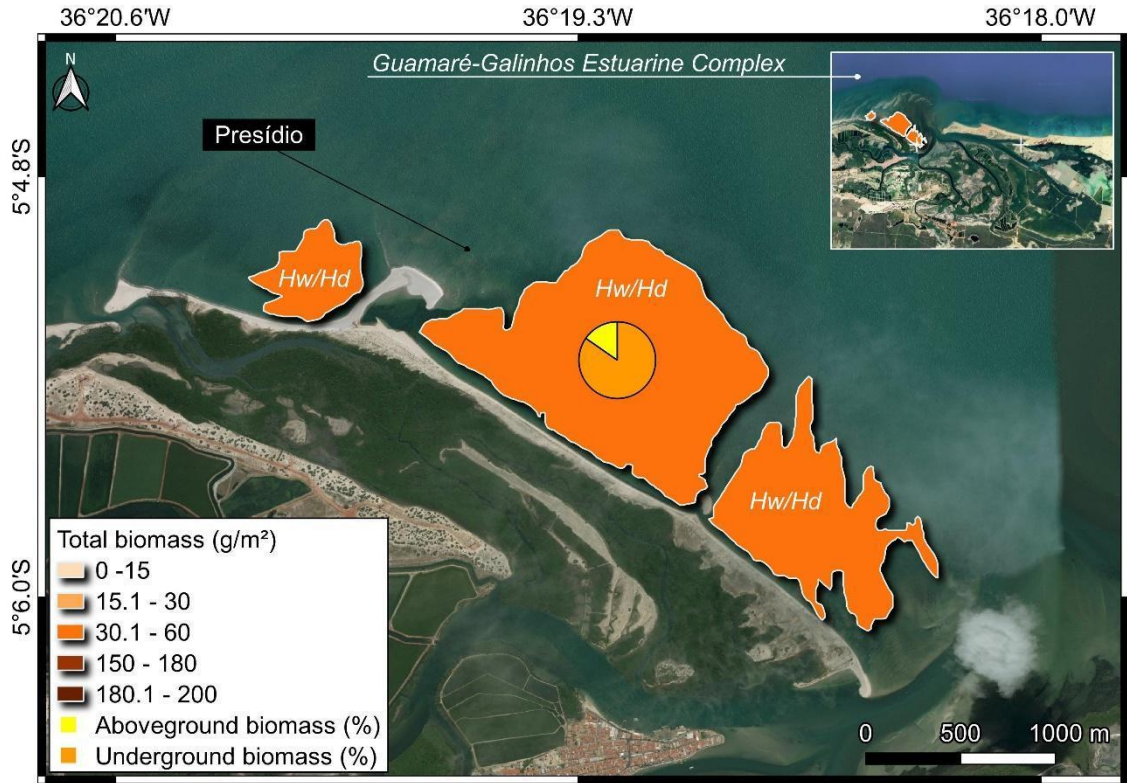 36°20.6'W
36°19.3'W
36°18.0'W
Guamaré-Galinhos Estuarine Complex
N
Presídio
5°4.8'S
Hw/Hd
Hw/Hd
Hw/Hd
5°6.0'S
Total biomass (g/m²)
0 -15
15.1 - 30
30.1 - 60
150 - 180
180.1 - 200
Aboveground biomass (%)
Underground biomass (%)
0 500 1000 m